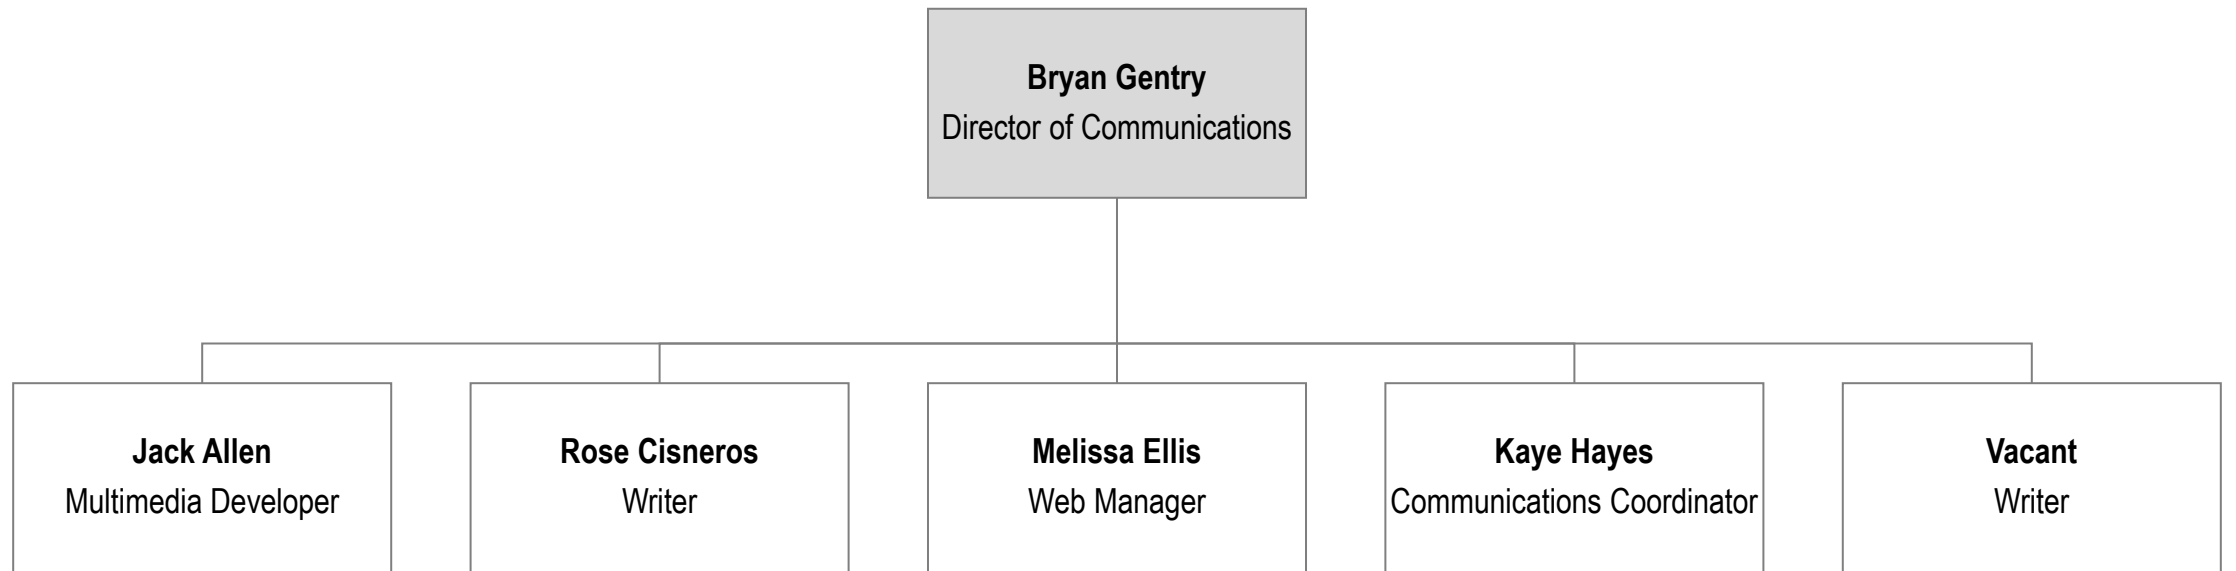 Bryan Gentry
Director of Communications
Jack Allen
Multimedia Developer
Rose Cisneros
Writer
Melissa Ellis
Web Manager
Kaye Hayes
Communications Coordinator
Vacant
Writer